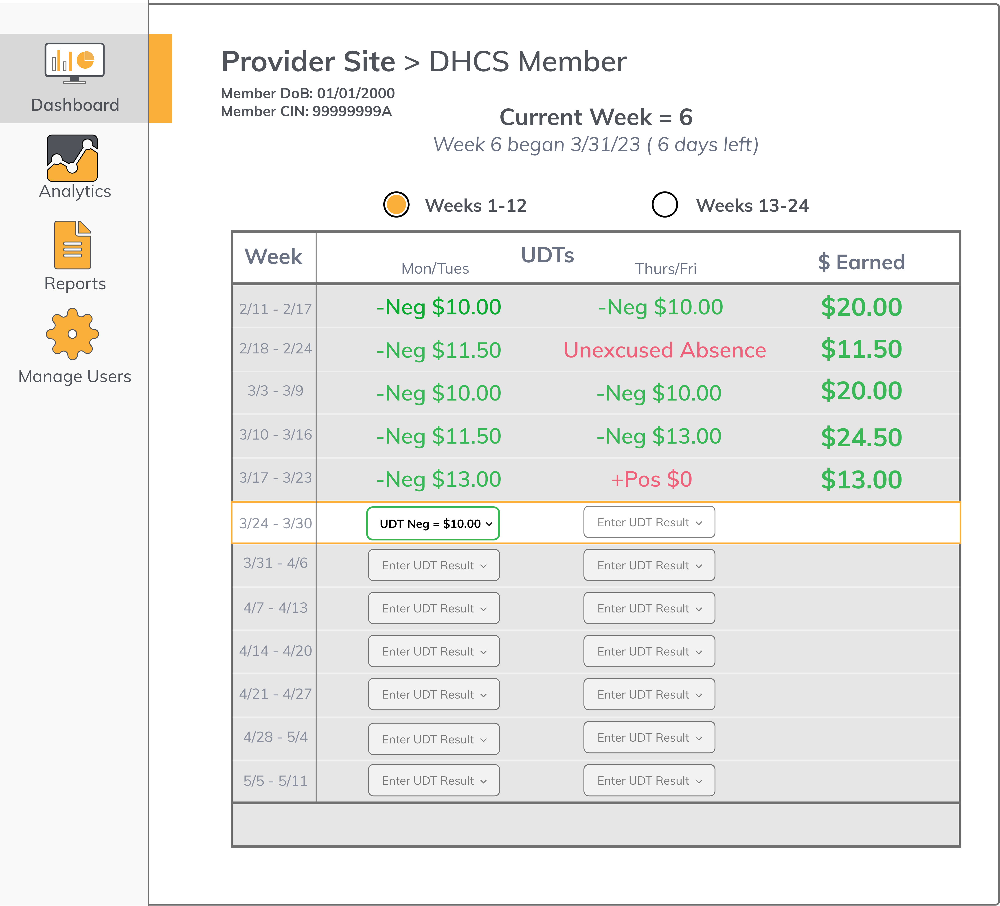 Dashboard
Analytics
Reports
Manage Users
Provider Site > DHCS Member
Member DoB: 01/01/2000
Member CIN: 99999999A
Current Week = 6
Week 6 began 3/31/23 ( 6 days left)
Weeks 1-12 Weeks 13-24
Week UDTs $ Earned
Mon/Tues Thurs/Fri
2/11 - 2/17 -Neg $10.00 -Neg $10.00 $20.00
2/18 - 2/24 -Neg $11.50 Unexcused Absence $11.50
3/3 - 3/9 -Neg $10.00 -Neg $10.00 $20.00
3/10 - 3/16 -Neg $11.50 -Neg $13.00 $24.50
3/17 - 3/23 -Neg $13.00 +Pos $0 $13.00
3/24 - 3/30 UDT Neg = $10.00 Enter UDT Result
3/31 - 4/6 Enter UDT Result Enter UDT Result
4/7 - 4/13 Enter UDT Result Enter UDT Result
4/14 - 4/20 Enter UDT Result Enter UDT Result
4/21 - 4/27 Enter UDT Result Enter UDT Result
4/28 - 5/4 Enter UDT Result Enter UDT Result
5/5 - 5/11 Enter UDT Result Enter UDT Result